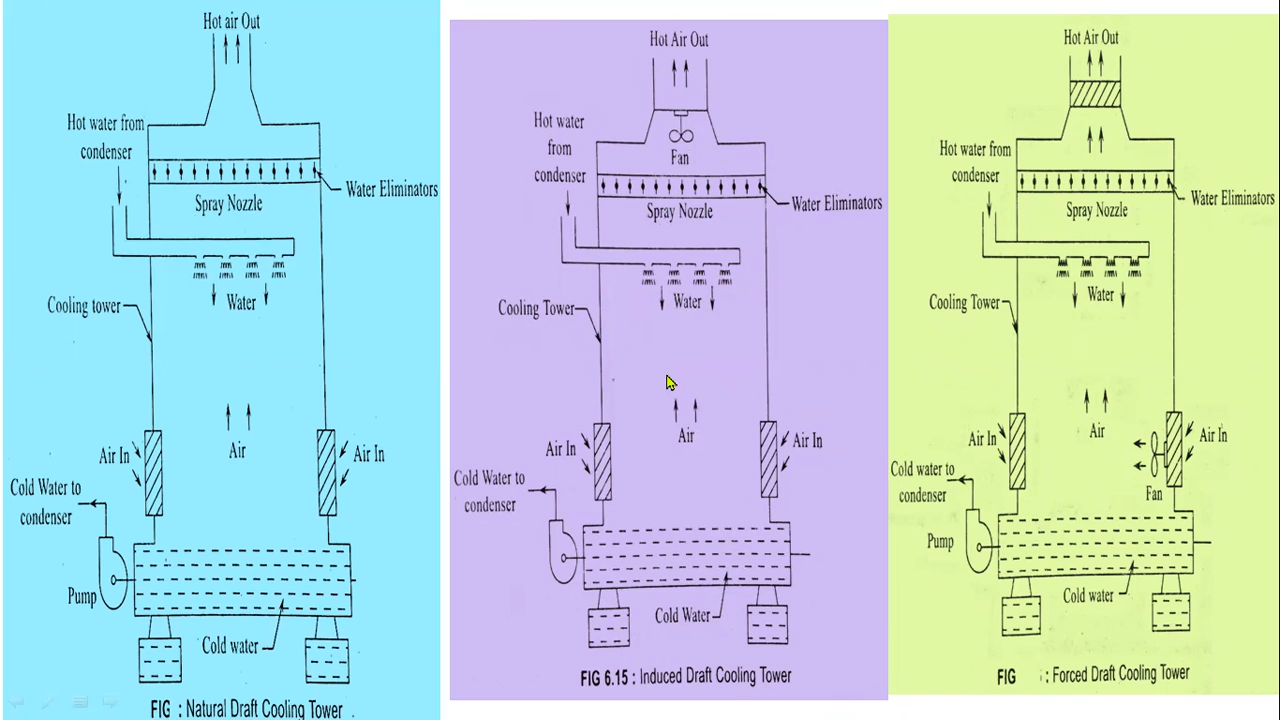 Hot air Out
Hot water from
condenser
Water Eliminators
Spray Nozzle
Water
Cooling tower
Air In
Air
Air In
Cold Water to
condenser
Pump
Cold water
FIG : Natural Draft Cooling Tower
Hot Air Out
Hot water
from
condenser
Fan
Water Eliminators
Spray Nozzle
Water
Cooling Tower
Air In
Air
Air In
Cold Water to
condenser
Cold Water
FIG 6.15 : Induced Draft Cooling Tower
Hot Air Out
Hot water from
condenser
Water Eliminators
Spray Nozzle
Water
Cooling Tower
Air In
Air
Air In
Cold water to
condenser
Fan
Pump
Cold water
FIG : Forced Draft Cooling Tower